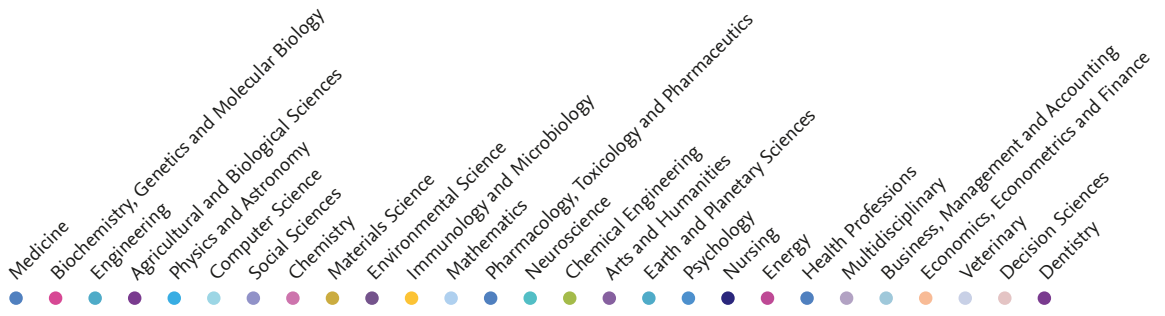 Medicine
Biochemistry, Genetics and Molecular Biology
Engineering
Agricultural and Biological Sciences
Physics and Astronomy
Computer Science
Social Sciences
Chemistry
Materials Science
Environmental Science
Immunology and Microbiology
Mathematics
Pharmacology, Toxicology and Pharmaceutics
Neuroscience
Chemical Engineering
Arts and Humanities
Earth and Planetary Sciences
Psychology
Nursing
Energy
Health Professions
Multidisciplinary
Business, Management and Accounting
Economics, Econometrics and Finance
Veterinary
Decision Sciences
Dentistry